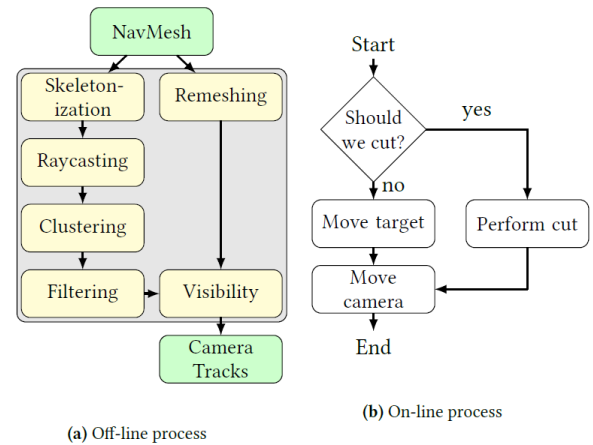 NavMesh
Skeleton-
ization
Remeshing
Raycasting
Clustering
Filtering
Visibility
Camera
Tracks
(a) Off-line process
Start
Should
we cut?
yes
no
Move target
Perform cut
Move
camera
End
(b) On-line process